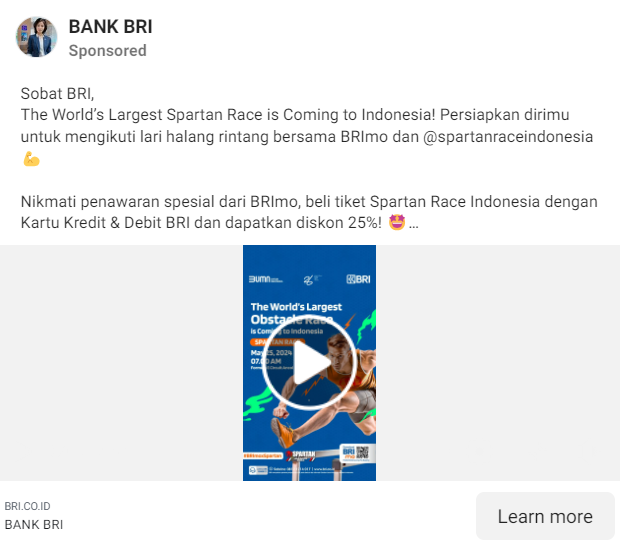 BANK BRI
Sponsored
Sobat BRI,
The World's Largest Spartan Race is Coming to Indonesia! Persiapkan dirimu
untuk mengikuti lari halang rintang bersama BRImo dan @spartanraceindonesia
💪
Nikmati penawaran spesial dari BRImo, beli tiket Spartan Race Indonesia dengan
Kartu Kredit & Debit BRI dan dapatkan diskon 25%! 🤩...
BUMN
BRI
The World's Largest
Obstacle Race
is Coming to Indonesia
SPARTAN RACE
May 25, 2024
07.00 AM
SPARTAN
BRI.CO.ID
BANK BRI
Learn more